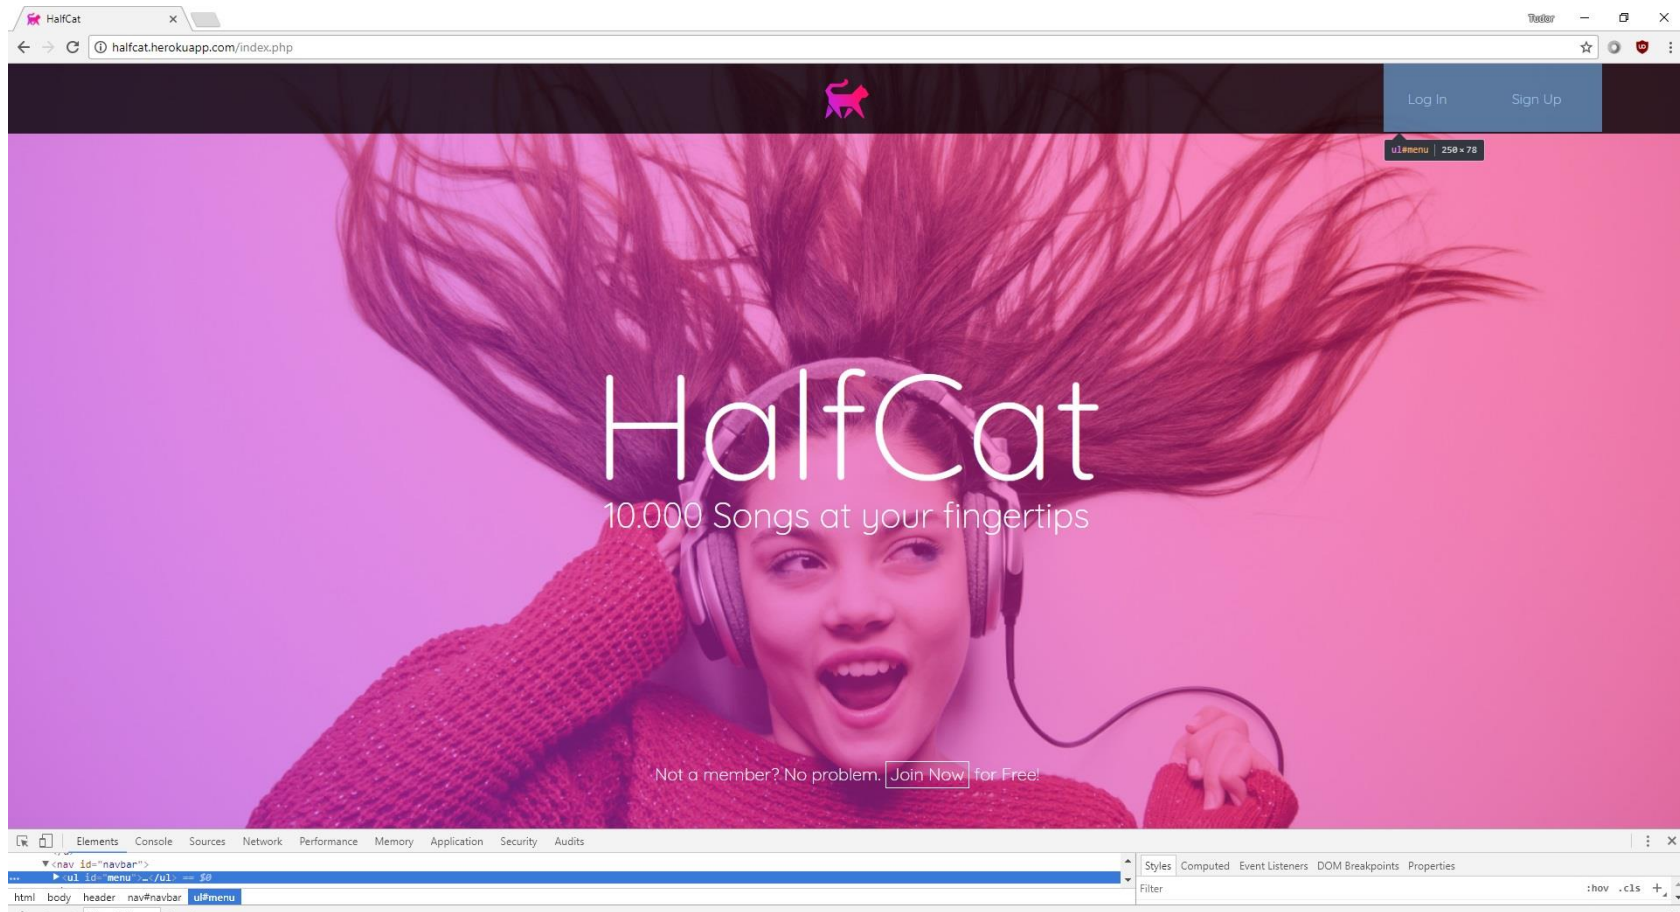 HalfCat
Tudor
halfcat.herokuapp.com/index.php
Log In Sign Up
ul#menu | 250 × 78
HalfCat
10.000 Songs at your fingertips
Not a member? No problem. Join Now for Free!
Elements Console Sources Network Performance Memory Application Security Audits
<nav id="navbar">
<ul id="menu">…</ul> == $0
html body header nav#navbar ul#menu
Styles Computed Event Listeners DOM Breakpoints Properties
Filter :hov .cls +